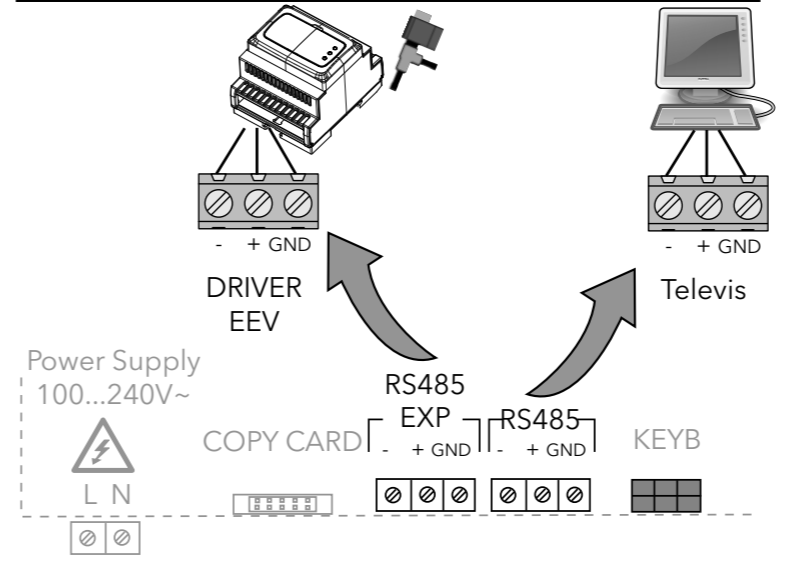 - + GND
- + GND
DRIVER
EEV
Televis
Power Supply
100...240V~
L N
COPY CARD
RS485
EXP
- + GND
RS485
- + GND
KEYB